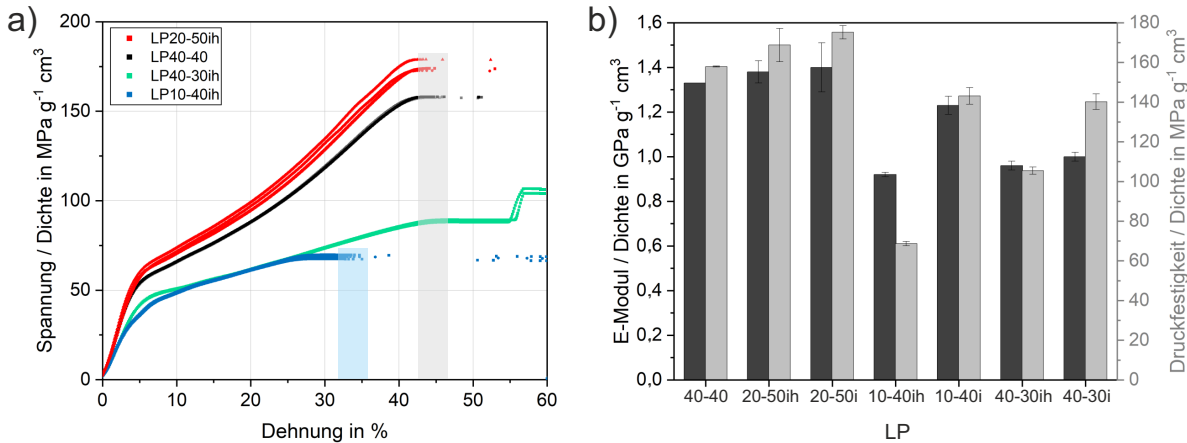 a)
Spannung / Dichte in MPa g⁻¹ cm³
200
150
100
50
0
LP20-50ih
LP40-40
LP40-30ih
LP10-40ih
0 10 20 30 40 50 60
Dehnung in %
b)
E-Modul / Dichte in GPa g⁻¹ cm³
1,6
1,4
1,2
1,0
0,8
0,6
0,4
0,2
0,0
180
160
140
120
100
80
60
40
20
0
Druckfestigkeit / Dichte in MPa g⁻¹ cm³
40-40 20-50ih 20-50i 10-40ih 10-40i 40-30ih 40-30i
LP